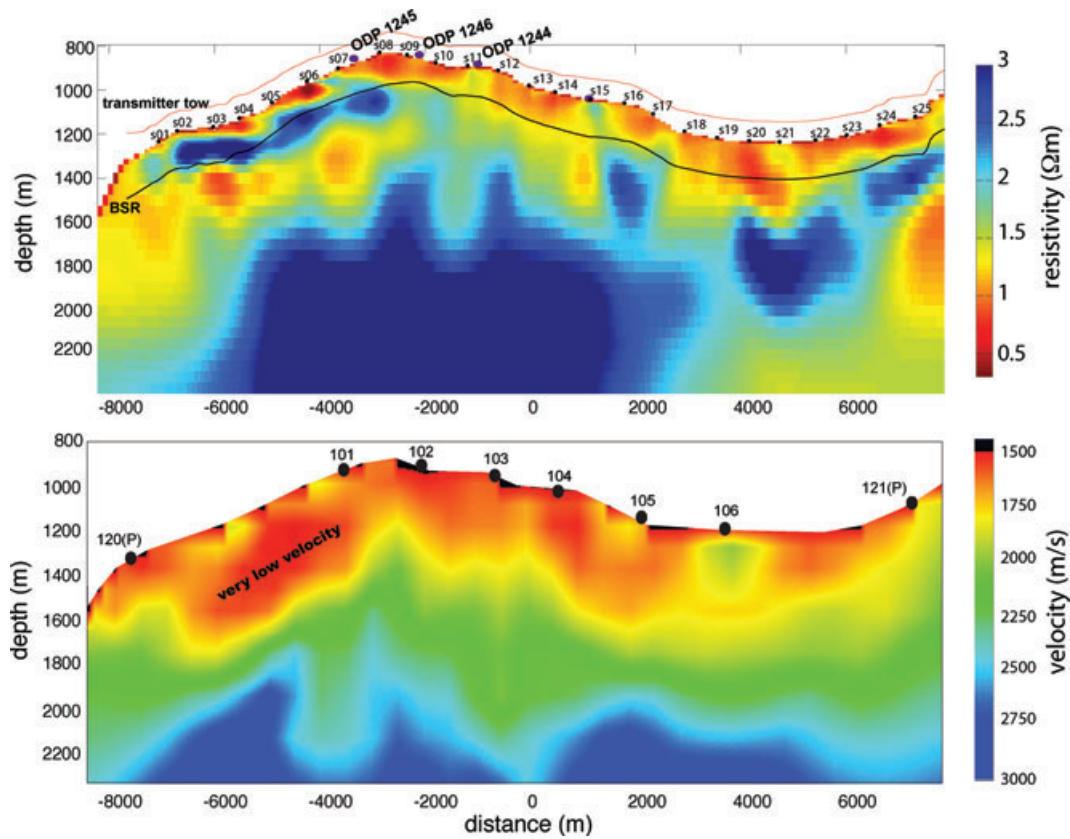 ODP 1245
ODP 1246
ODP 1244
800
1000
1200
1400
1600
1800
2000
2200
depth (m)
transmitter tow
BSR
s01
s02
s03
s04
s05
s06
s07
s08
s09
s10
s11
s12
s13
s14
s15
s16
s17
s18
s19
s20
s21
s22
s23
s24
s25
-8000
-6000
-4000
-2000
0
2000
4000
6000
3
2.5
2
1.5
1
0.5
resistivity (Ωm)
800
1000
1200
1400
1600
1800
2000
2200
depth (m)
120(P)
101
102
103
104
105
106
121(P)
very low velocity
-8000
-6000
-4000
-2000
0
2000
4000
6000
distance (m)
1500
1750
2000
2250
2500
2750
3000
velocity (m/s)